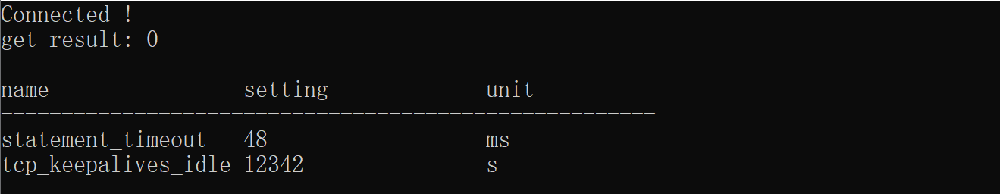 Connected !
get result: 0
name setting unit
------------------------------------------------------
statement_timeout 48 ms
tcp_keepalives_idle 12342 s